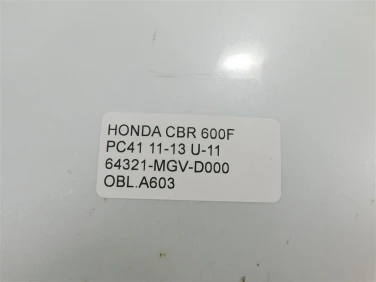 HONDA CBR 600F
PC41 11-13 U-11
64321-MGV-D000
OBL.A603